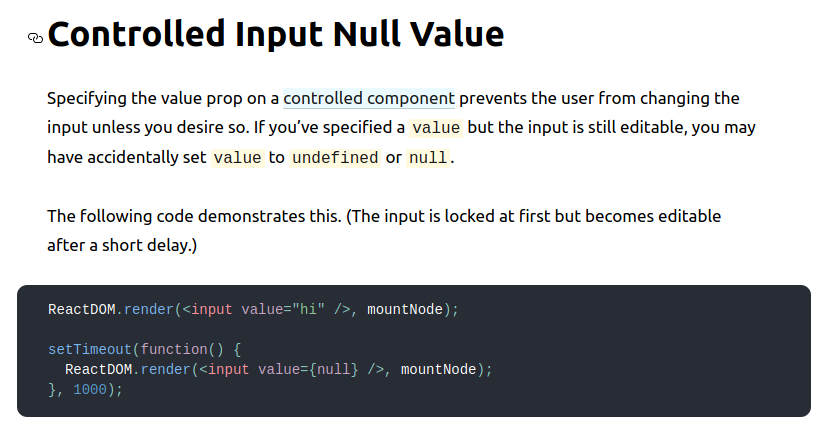 Controlled Input Null Value
Specifying the value prop on a controlled component prevents the user from changing the
input unless you desire so. If you’ve specified a value but the input is still editable, you may
have accidentally set value to undefined or null.
The following code demonstrates this. (The input is locked at first but becomes editable
after a short delay.)
ReactDOM.render(<input value="hi" />, mountNode);
setTimeout(function() {
  ReactDOM.render(<input value={null} />, mountNode);
}, 1000);